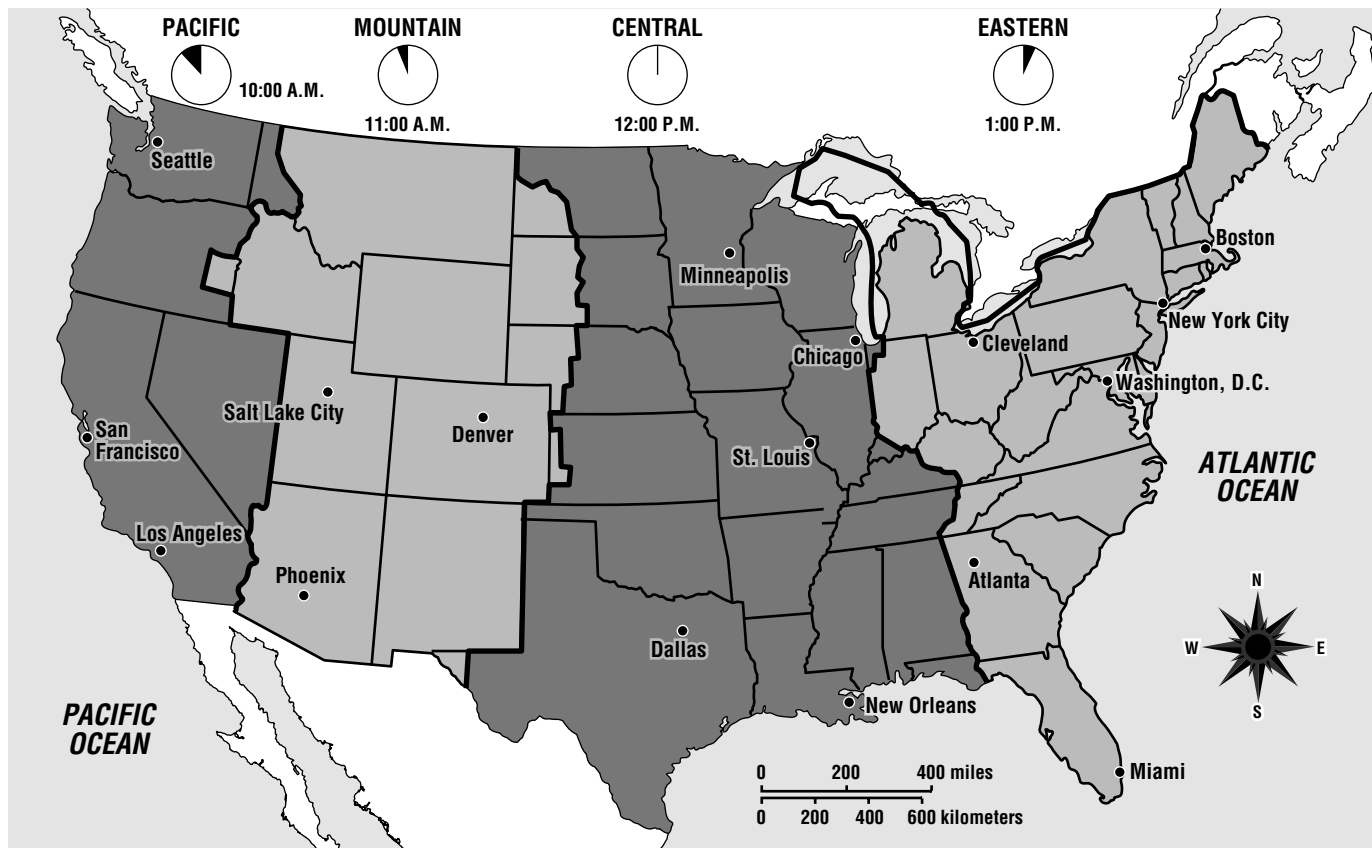 PACIFIC
MOUNTAIN
CENTRAL
EASTERN
10:00 A.M.
11:00 A.M.
12:00 P.M.
1:00 P.M.
Seattle
Boston
Minneapolis
New York City
Chicago
Cleveland
Washington, D.C.
Salt Lake City
Denver
San
Francisco
St. Louis
ATLANTIC
OCEAN
Los Angeles
Phoenix
Atlanta
N
W
E
S
Dallas
New Orleans
PACIFIC
OCEAN
Miami
0 200 400 miles
0 200 400 600 kilometers